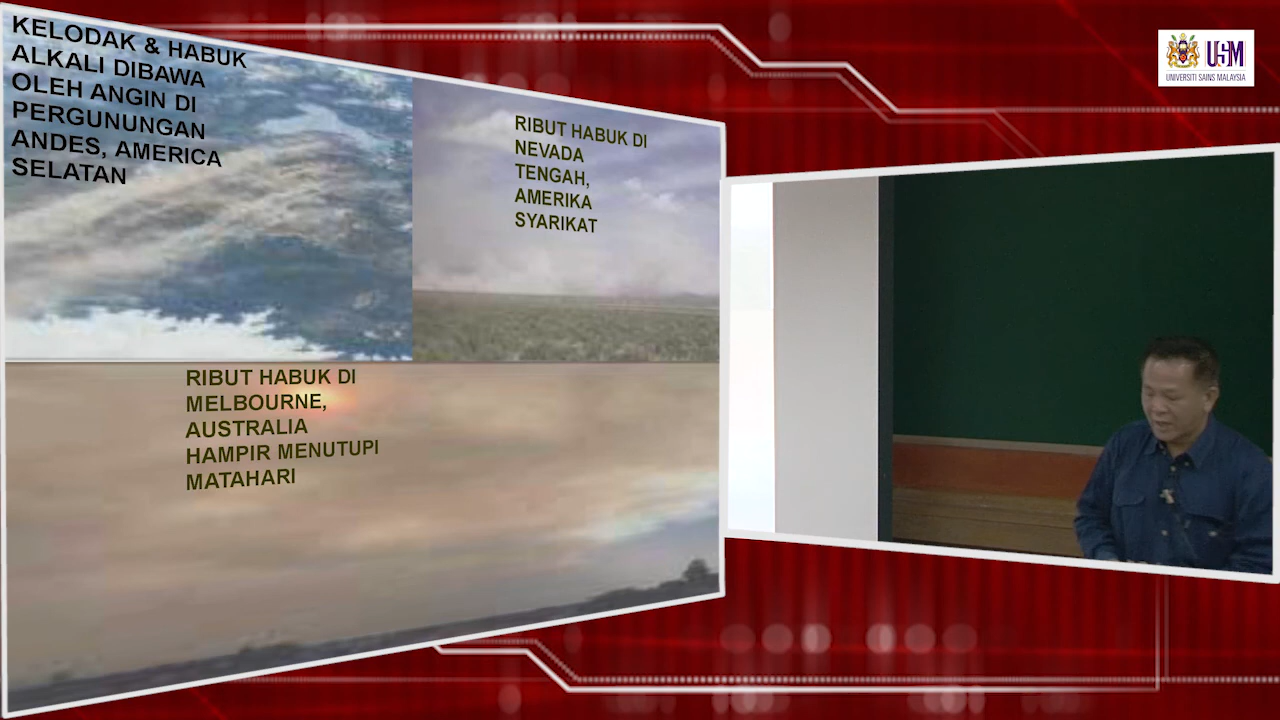 KELODAK & HABUK
ALKALI DIBAWA
OLEH ANGIN DI
PERGUNUNGAN
ANDES, AMERICA
SELATAN
RIBUT HABUK DI
NEVADA
TENGAH,
AMERIKA
SYARIKAT
RIBUT HABUK DI
MELBOURNE,
AUSTRALIA
HAMPIR MENUTUPI
MATAHARI
USM
UNIVERSITI SAINS MALAYSIA